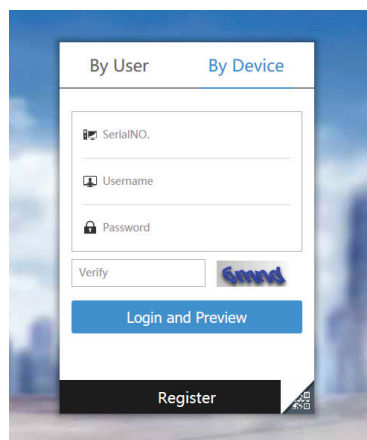 By User By Device
SerialNO.
Username
Password
Verify
Login and Preview
Register